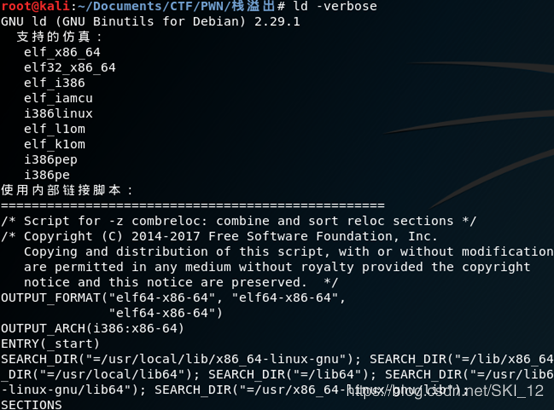 root@kali:~/Documents/CTF/PWN/栈溢出# ld -verbose
GNU ld (GNU Binutils for Debian) 2.29.1
支持的仿真：
elf_x86_64
elf32_x86_64
elf_i386
elf_iamcu
i386linux
elf_l1om
elf_k1om
i386pep
i386pe
使用内部链接脚本：
==================================================
/* Script for -z combreloc: combine and sort reloc sections */
/* Copyright (C) 2014-2017 Free Software Foundation, Inc.
Copying and distribution of this script, with or without modification
are permitted in any medium without royalty provided the copyright
notice and this notice are preserved.  */
OUTPUT_FORMAT("elf64-x86-64", "elf64-x86-64",
"elf64-x86-64")
OUTPUT_ARCH(i386:x86-64)
ENTRY(_start)
SEARCH_DIR("=/usr/local/lib/x86_64-linux-gnu"); SEARCH_DIR("=/lib/x86_64
_DIR("=/usr/local/lib64"); SEARCH_DIR("=/lib64"); SEARCH_DIR("=/usr/lib6
-linux-gnu/lib64"); SEARCH_DIR("=/usr/x86_64-linux-gnu/lib");
https://blog.csdn.net/SKI_12
SECTIONS